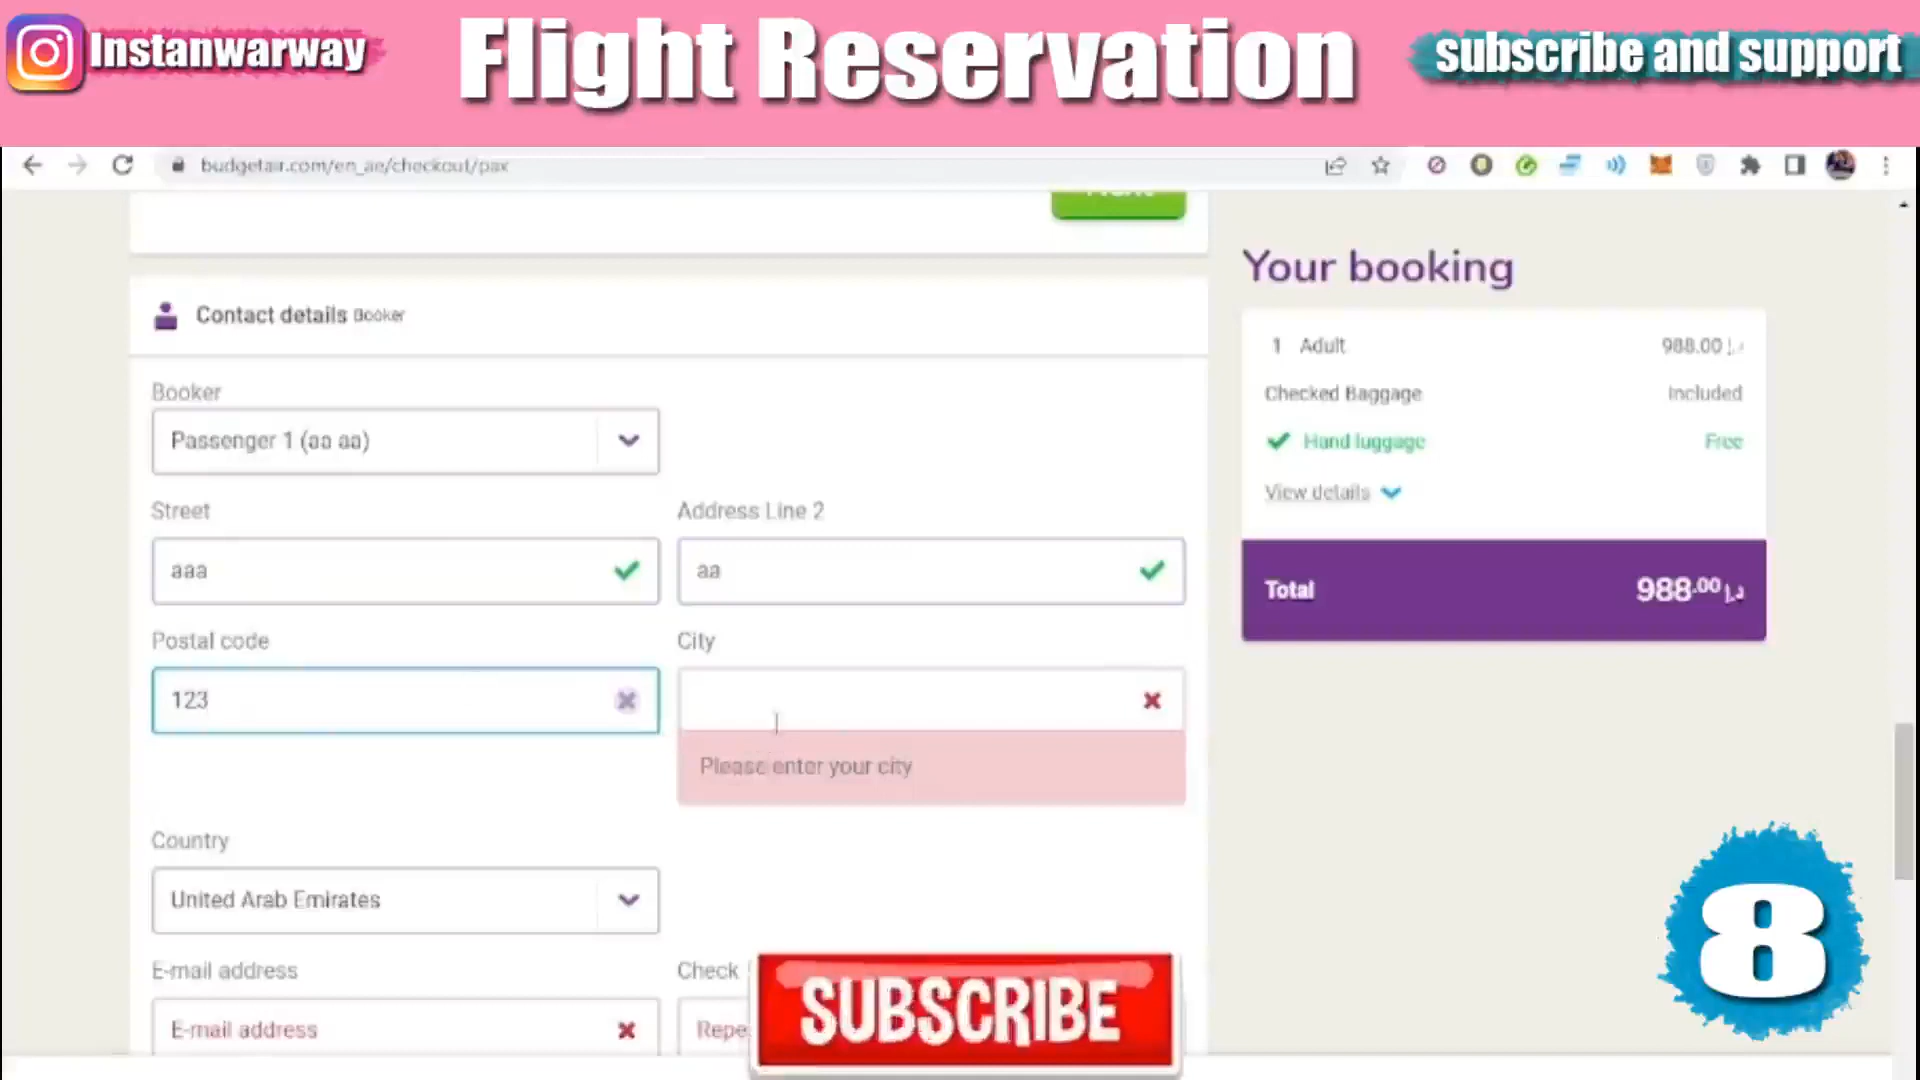 Instanwarway
Flight Reservation
subscribe and support
budgetair.com/en_ae/checkout/pax
Your booking
Contact details Booker
1 Adult 988.00 د.إ
Booker
Checked Baggage Included
Passenger 1 (aa aa)
Hand luggage Free
View details
Street
Address Line 2
aaa
aa
Total 988.00 د.إ
Postal code
City
123
Please enter your city
Country
United Arab Emirates
8
E-mail address
Check
E-mail address
Repe
SUBSCRIBE